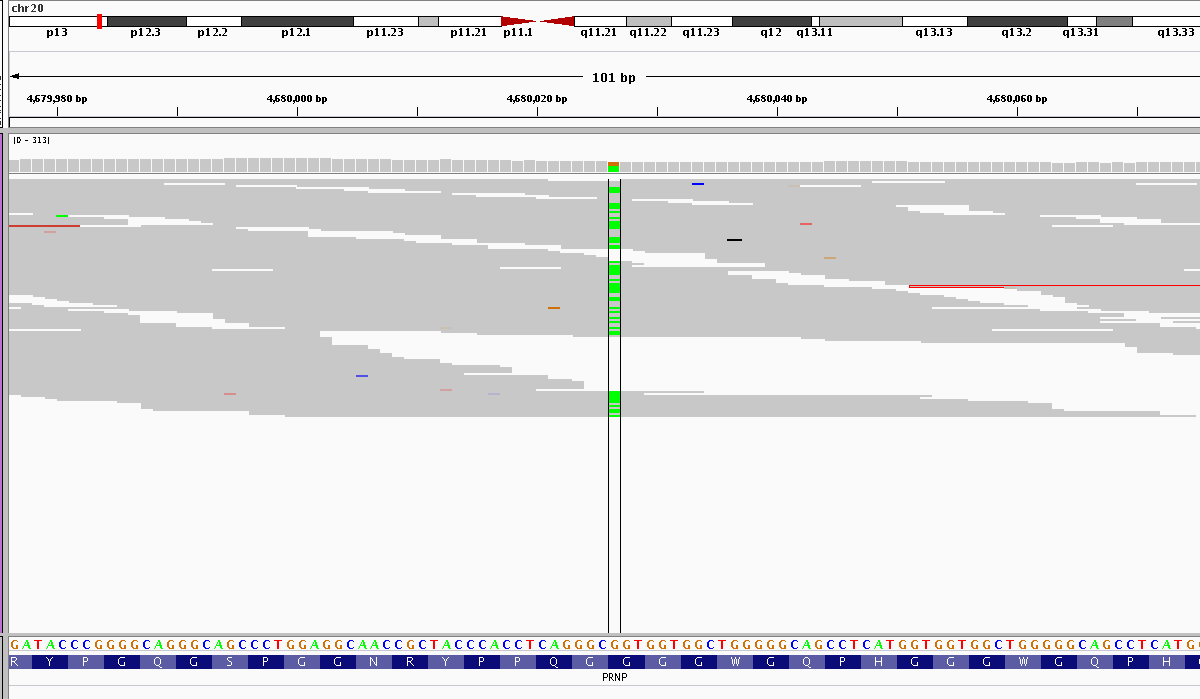 chr20
p13 p12.3 p12.2 p12.1 p11.23 p11.21 p11.1 q11.21 q11.22 q11.23 q12 q13.11 q13.13 q13.2 q13.31 q13.33
101 bp
4,679,980 bp 4,680,000 bp 4,680,020 bp 4,680,040 bp 4,680,060 bp
[0 - 313]
G A T A C C C G G G G C A G G G C A G C C C T G G A G G C A A C C G C T A C C C A C C T C A G G G C G G T G G T G G C T G G G G G C A G C C T C A T G G T G G T G G C T G G G G G C A G C C T C A T G
R Y P G Q G S P G G N R Y P P Q G G G G W G Q P H G G G W G Q P H
PRNP